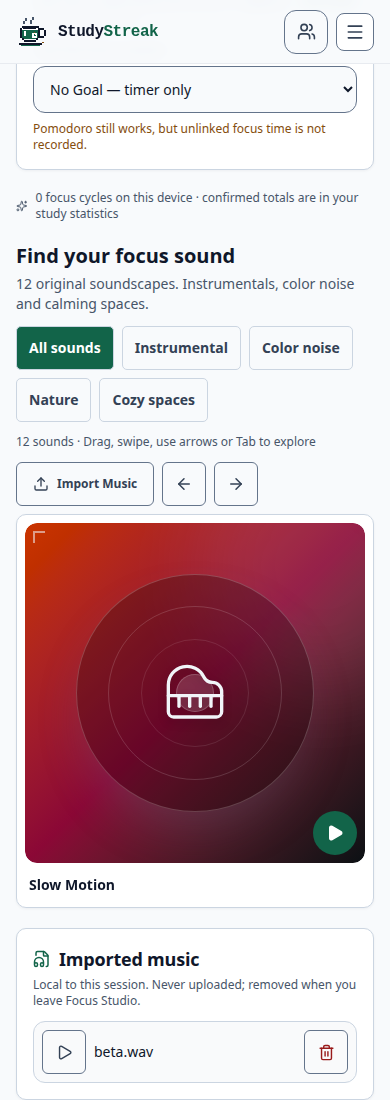 StudyStreak
No Goal — timer only
Pomodoro still works, but unlinked focus time is not
recorded.
0 focus cycles on this device · confirmed totals are in your
study statistics
Find your focus sound
12 original soundscapes. Instrumentals, color noise
and calming spaces.
All sounds
Instrumental
Color noise
Nature
Cozy spaces
12 sounds · Drag, swipe, use arrows or Tab to explore
Import Music
Slow Motion
Imported music
Local to this session. Never uploaded; removed when you
leave Focus Studio.
beta.wav